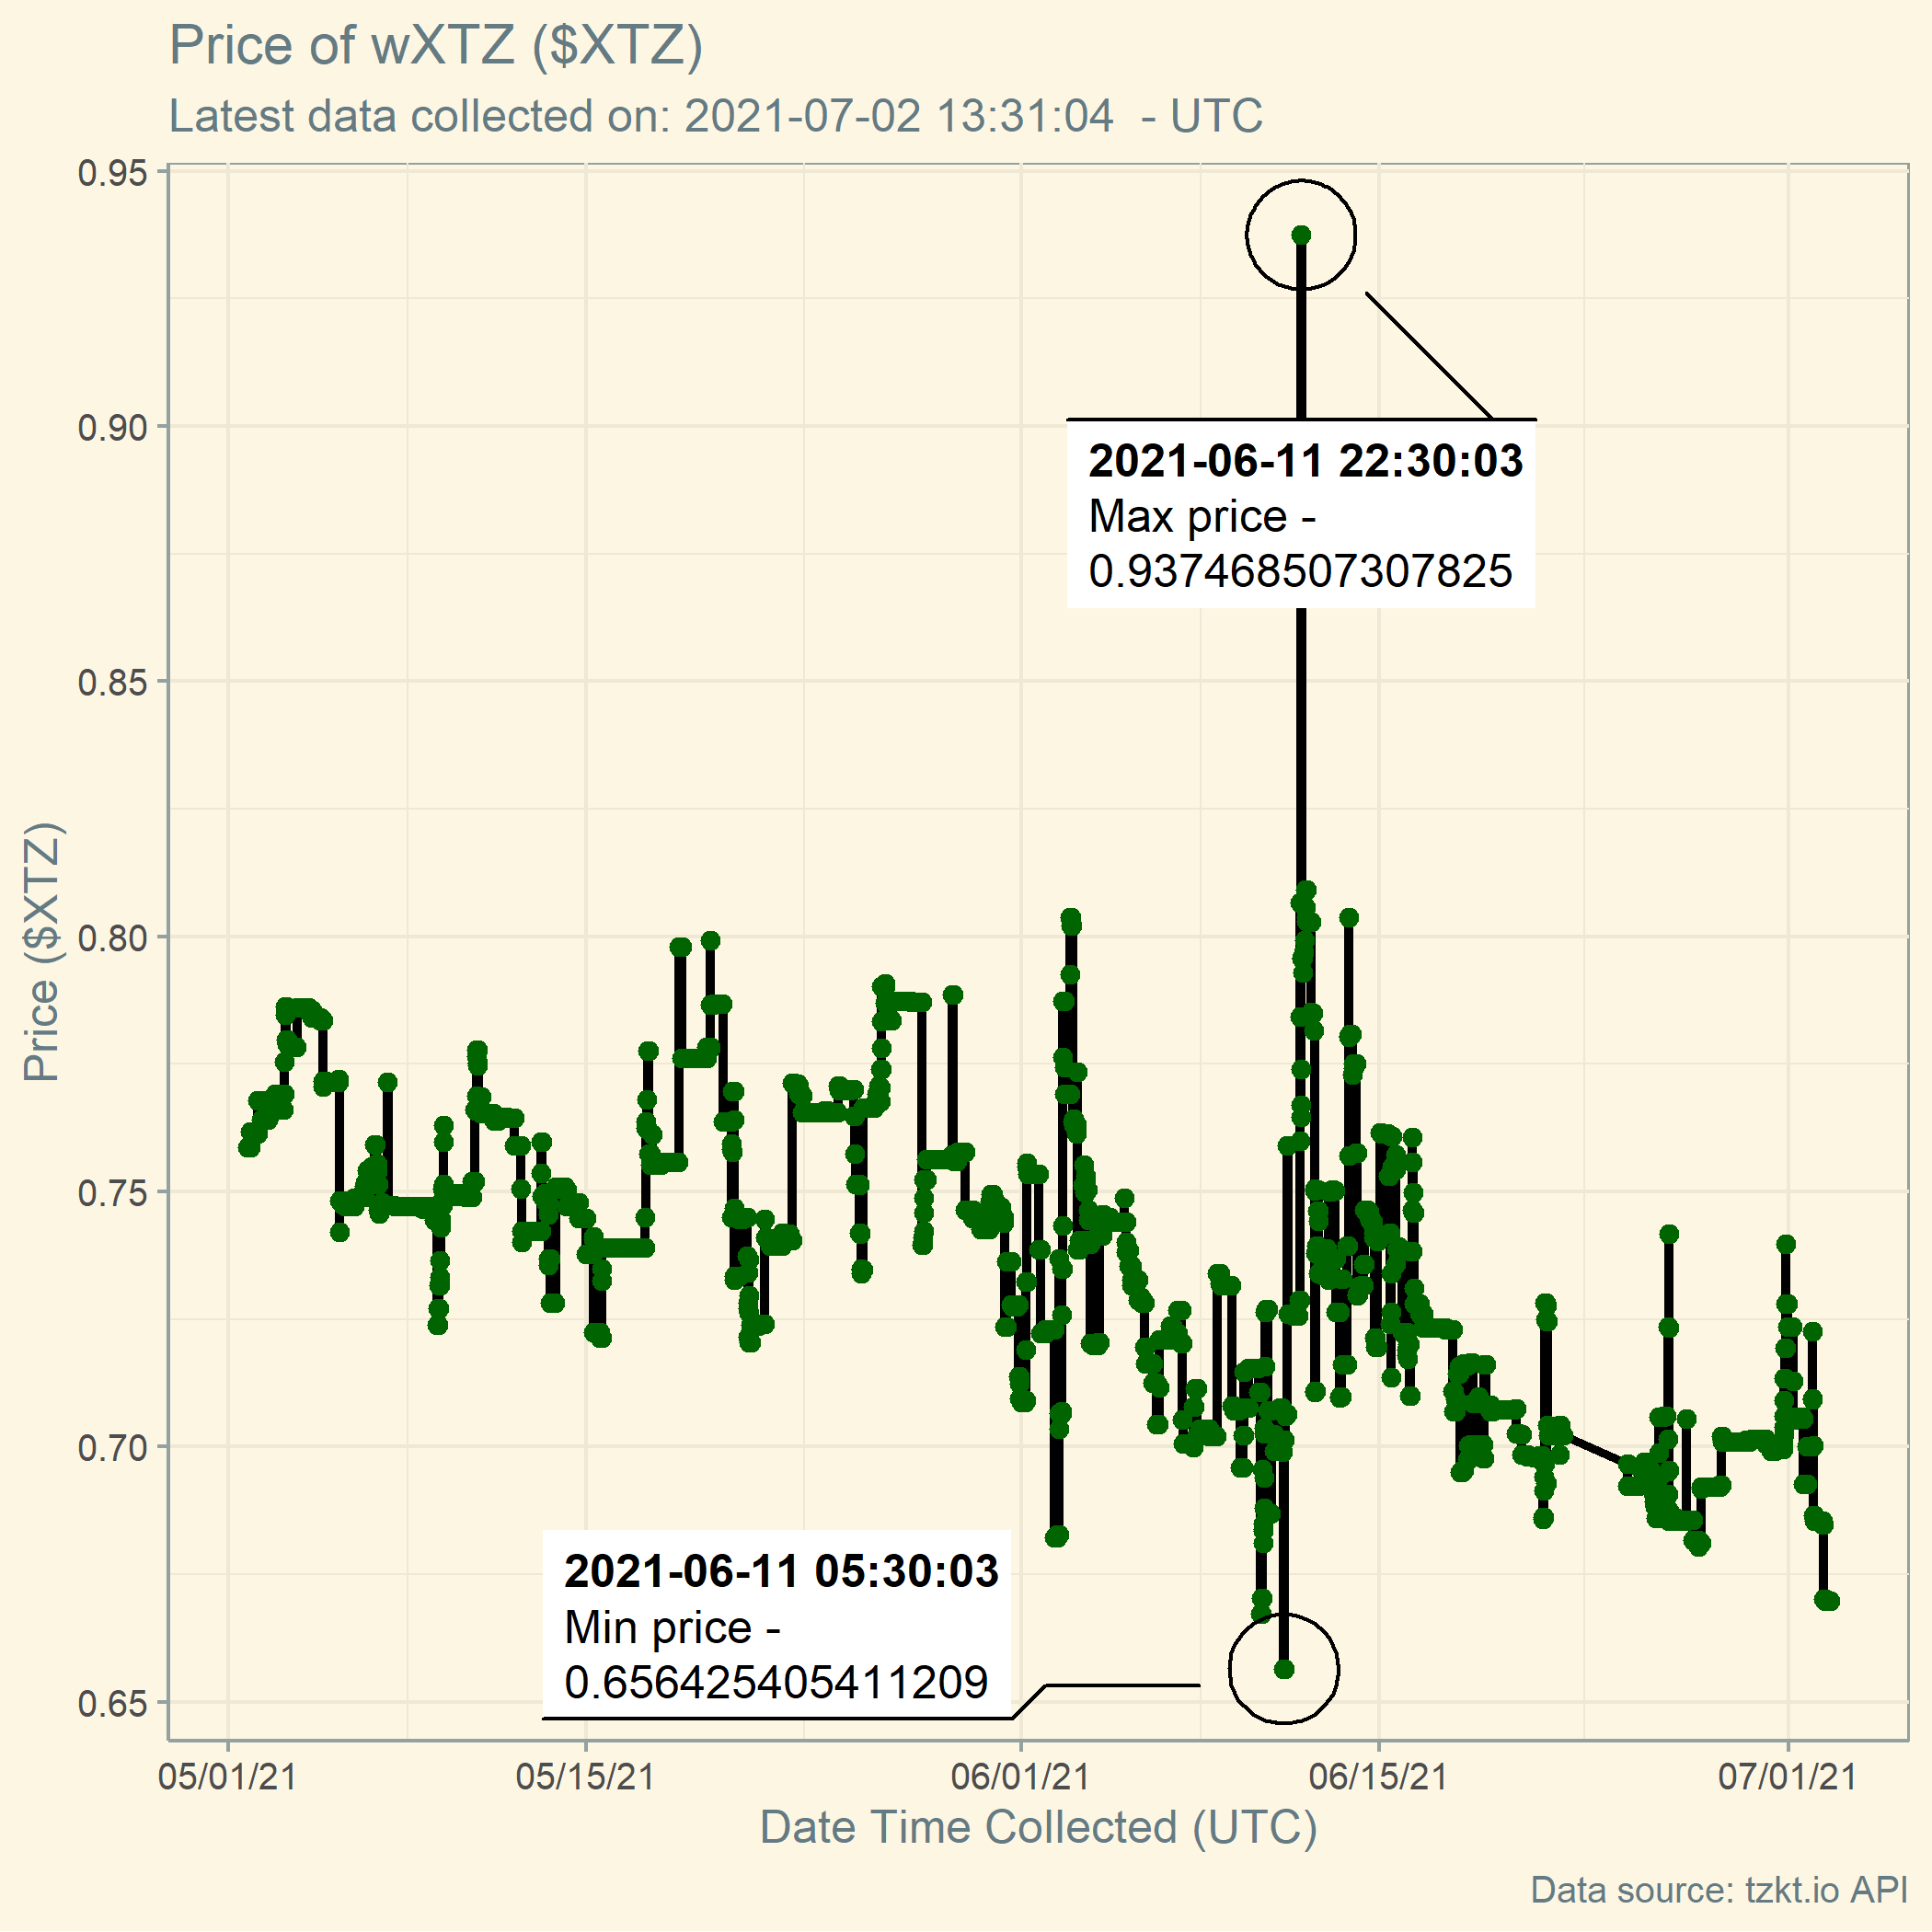 Price of wXTZ ($XTZ)
Latest data collected on: 2021-07-02 13:31:04  - UTC
0.95
0.90
0.85
0.80
0.75
0.70
0.65
Price ($XTZ)
2021-06-11 22:30:03
Max price -
0.937468507307825
2021-06-11 05:30:03
Min price -
0.656425405411209
05/01/21
05/15/21
06/01/21
06/15/21
07/01/21
Date Time Collected (UTC)
Data source: tzkt.io API